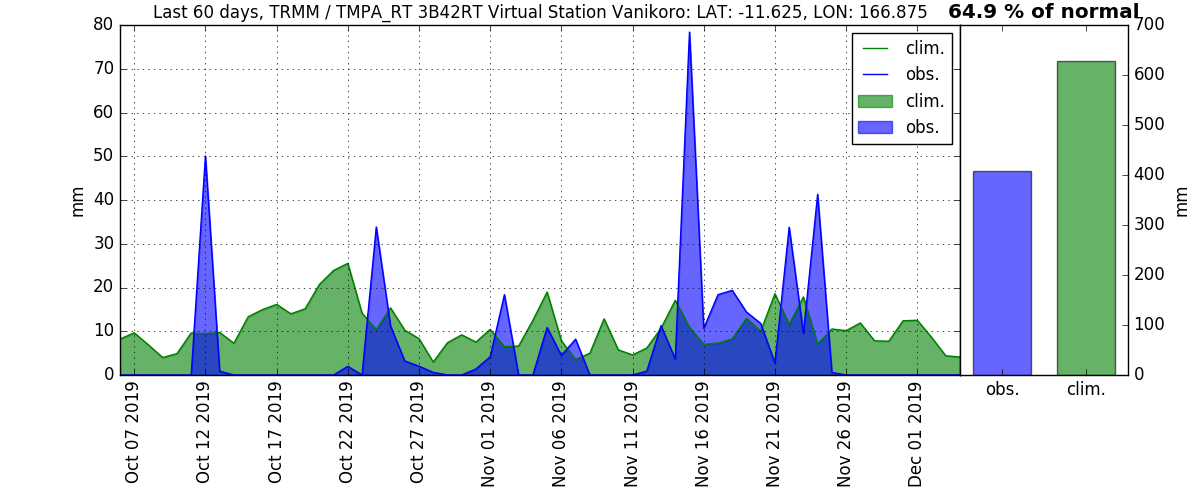 Last 60 days, TRMM / TMPA_RT 3B42RT Virtual Station Vanikoro: LAT: -11.625, LON: 166.875
64.9 % of normal
80
70
60
50
40
30
20
10
0
mm
clim.
obs.
clim.
obs.
Oct 07 2019
Oct 12 2019
Oct 17 2019
Oct 22 2019
Oct 27 2019
Nov 01 2019
Nov 06 2019
Nov 11 2019
Nov 16 2019
Nov 21 2019
Nov 26 2019
Dec 01 2019
700
600
500
400
300
200
100
0
mm
obs.
clim.